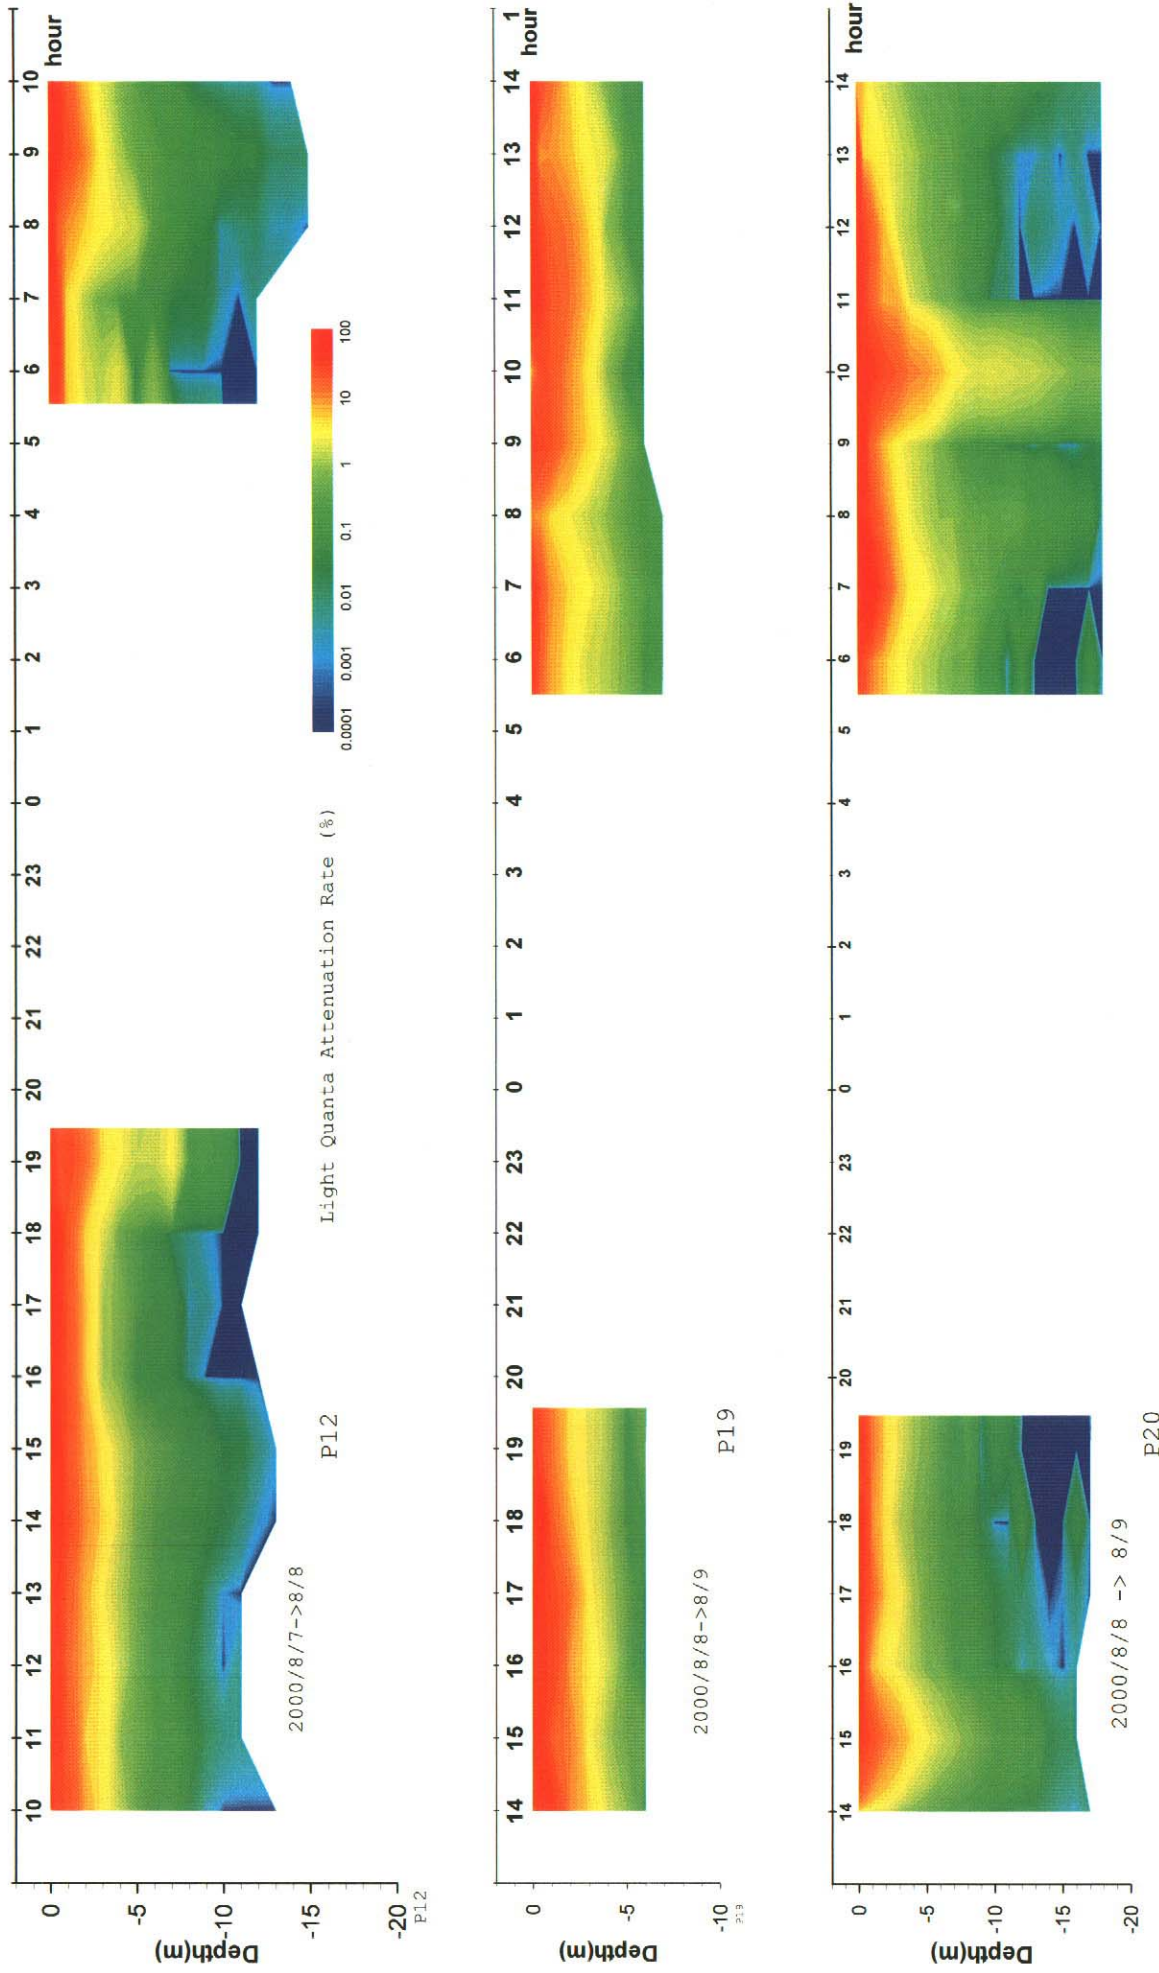 10 11 12 13 14 15 16 17 18 19 20 21 22 23 0 1 2 3 4 5 6 7 8 9 10
hour
0
-5
-10
-15
-20
Depth(m)
P12
2000/8/7->8/8
P12
Light Quanta Attenuation Rate (%)
0.0001 0.001 0.01 0.1 1 10 100
14 15 16 17 18 19 20 21 22 23 0 1 2 3 4 5 6 7 8 9 10 11 12 13 14 1
hour
0
-5
-10
Depth(m)
P19
2000/8/8->8/9
P19
14 15 16 17 18 19 20 21 22 23 0 1 2 3 4 5 6 7 8 9 10 11 12 13 14
hour
0
-5
-10
-15
-20
Depth(m)
2000/8/8 -> 8/9
P20